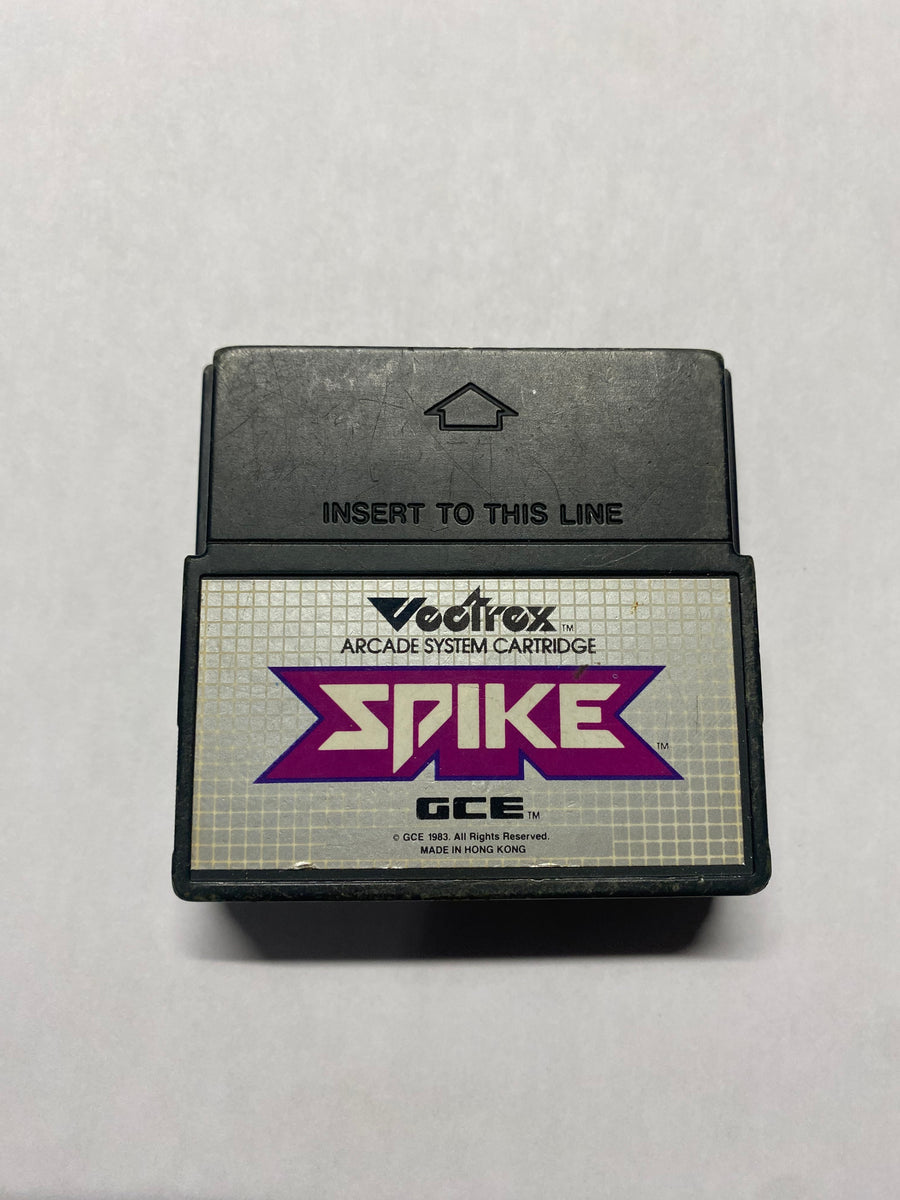 INSERT TO THIS LINE
Vectrex™
ARCADE SYSTEM CARTRIDGE
SPIKE™
GCE™
© GCE 1983. All Rights Reserved.
MADE IN HONG KONG